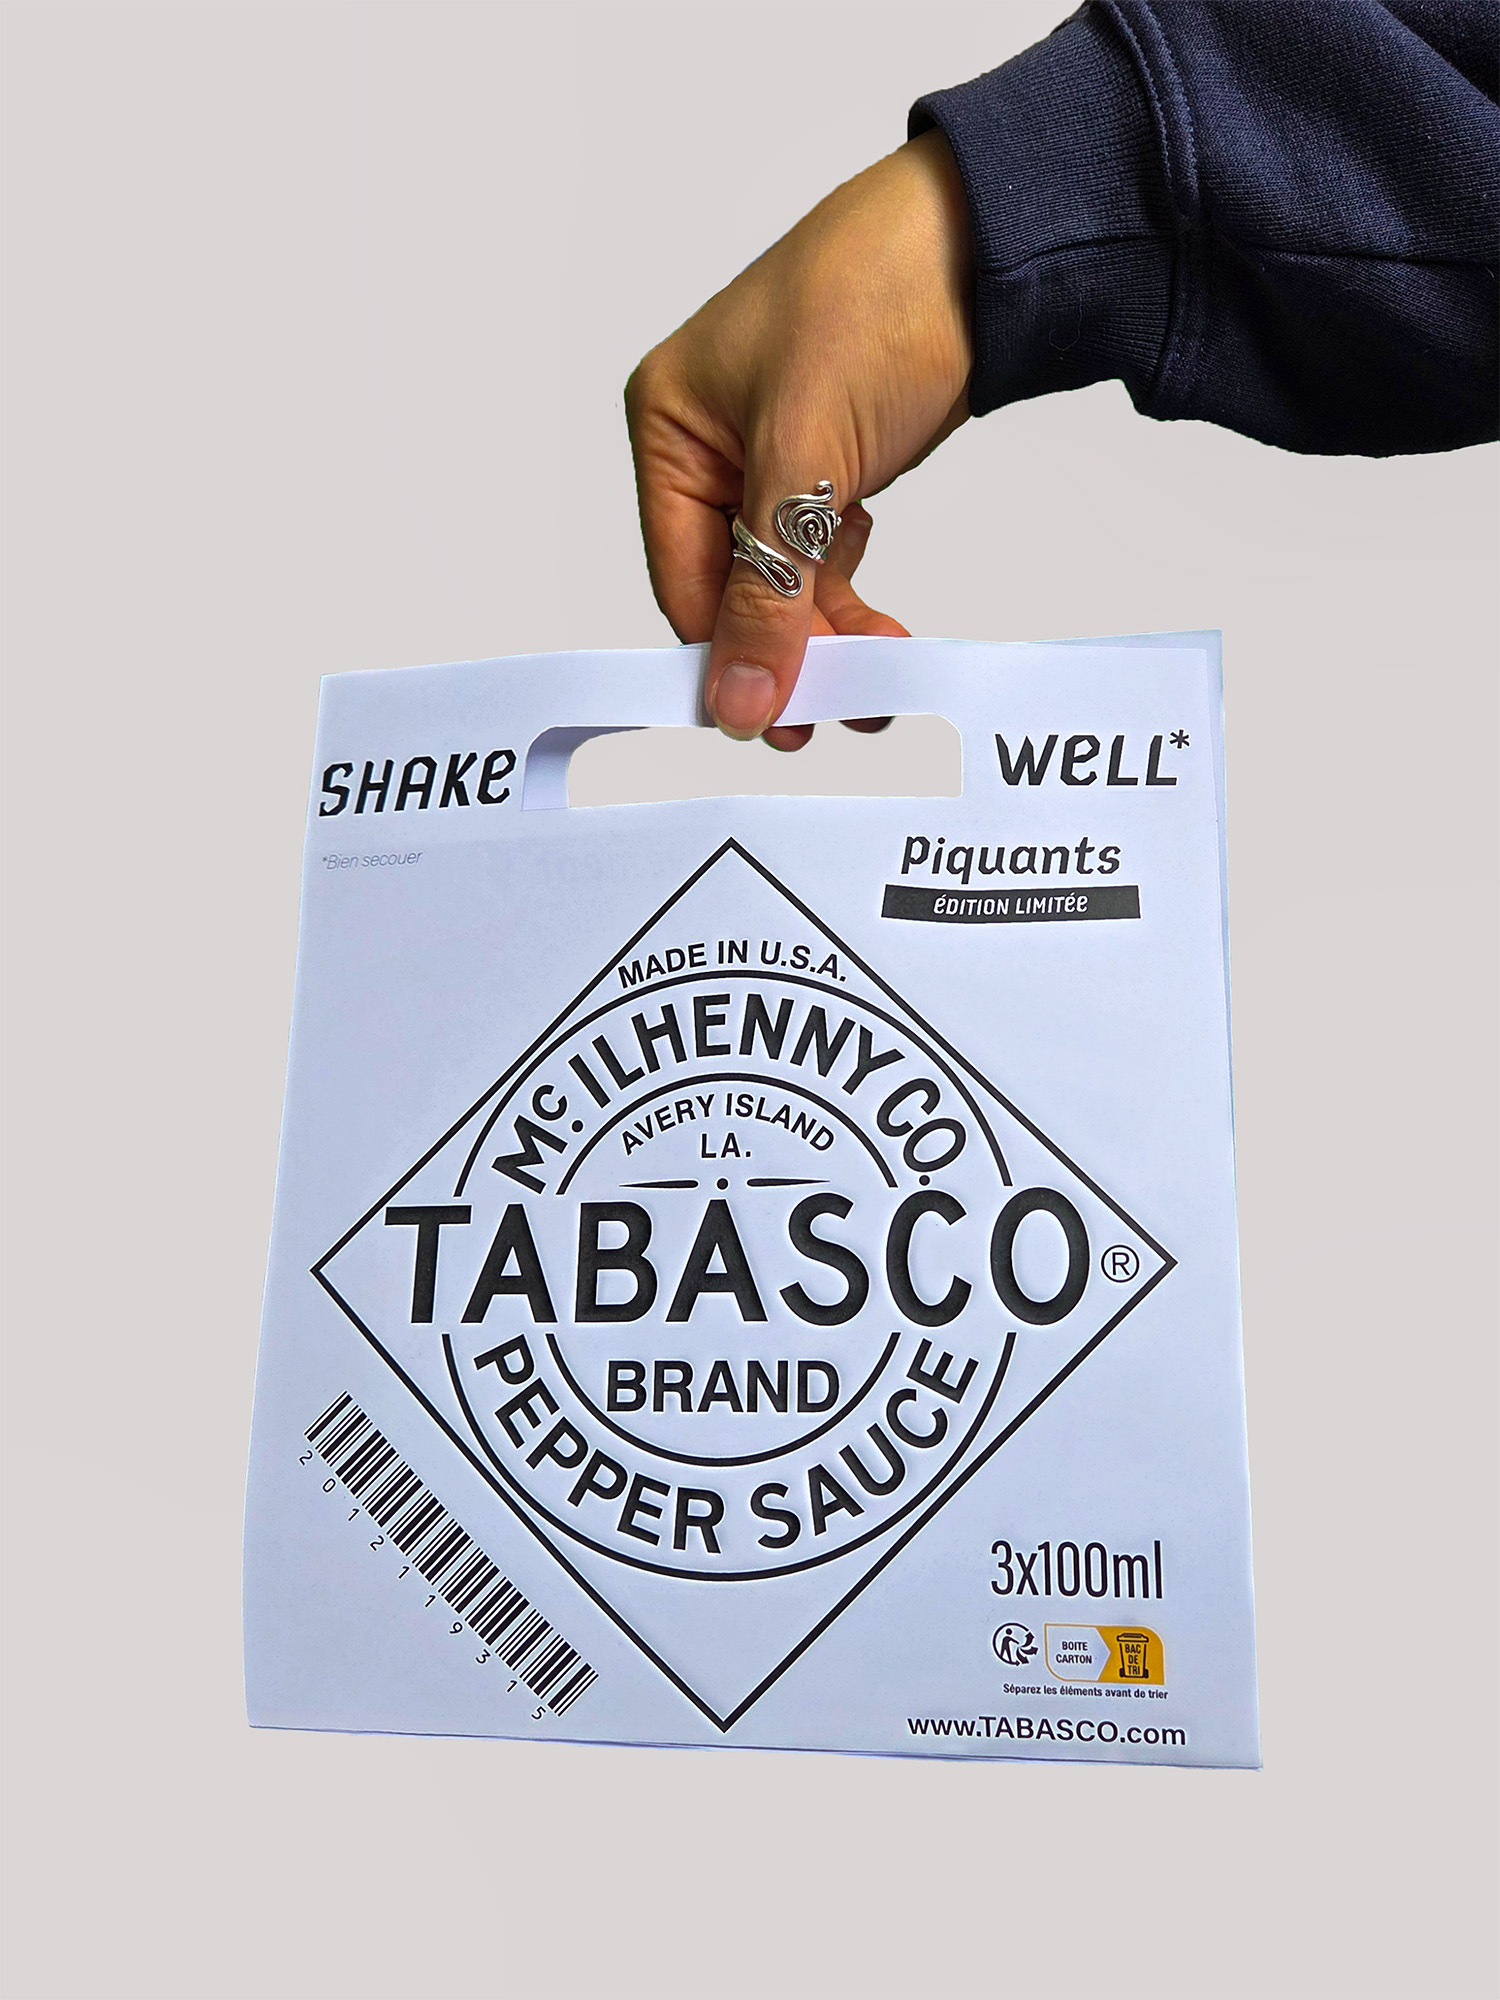 SHAKE WELL*
*Bien secouer
Piquants
ÉDITION LIMITÉE
MADE IN U.S.A.
Mc. ILHENNY CO.
AVERY ISLAND
LA.
TABASCO®
BRAND
PEPPER SAUCE
2012119315
3x100ml
BOITE
CARTON
BAC
DE
TRI
Séparez les éléments avant de trier
www.TABASCO.com